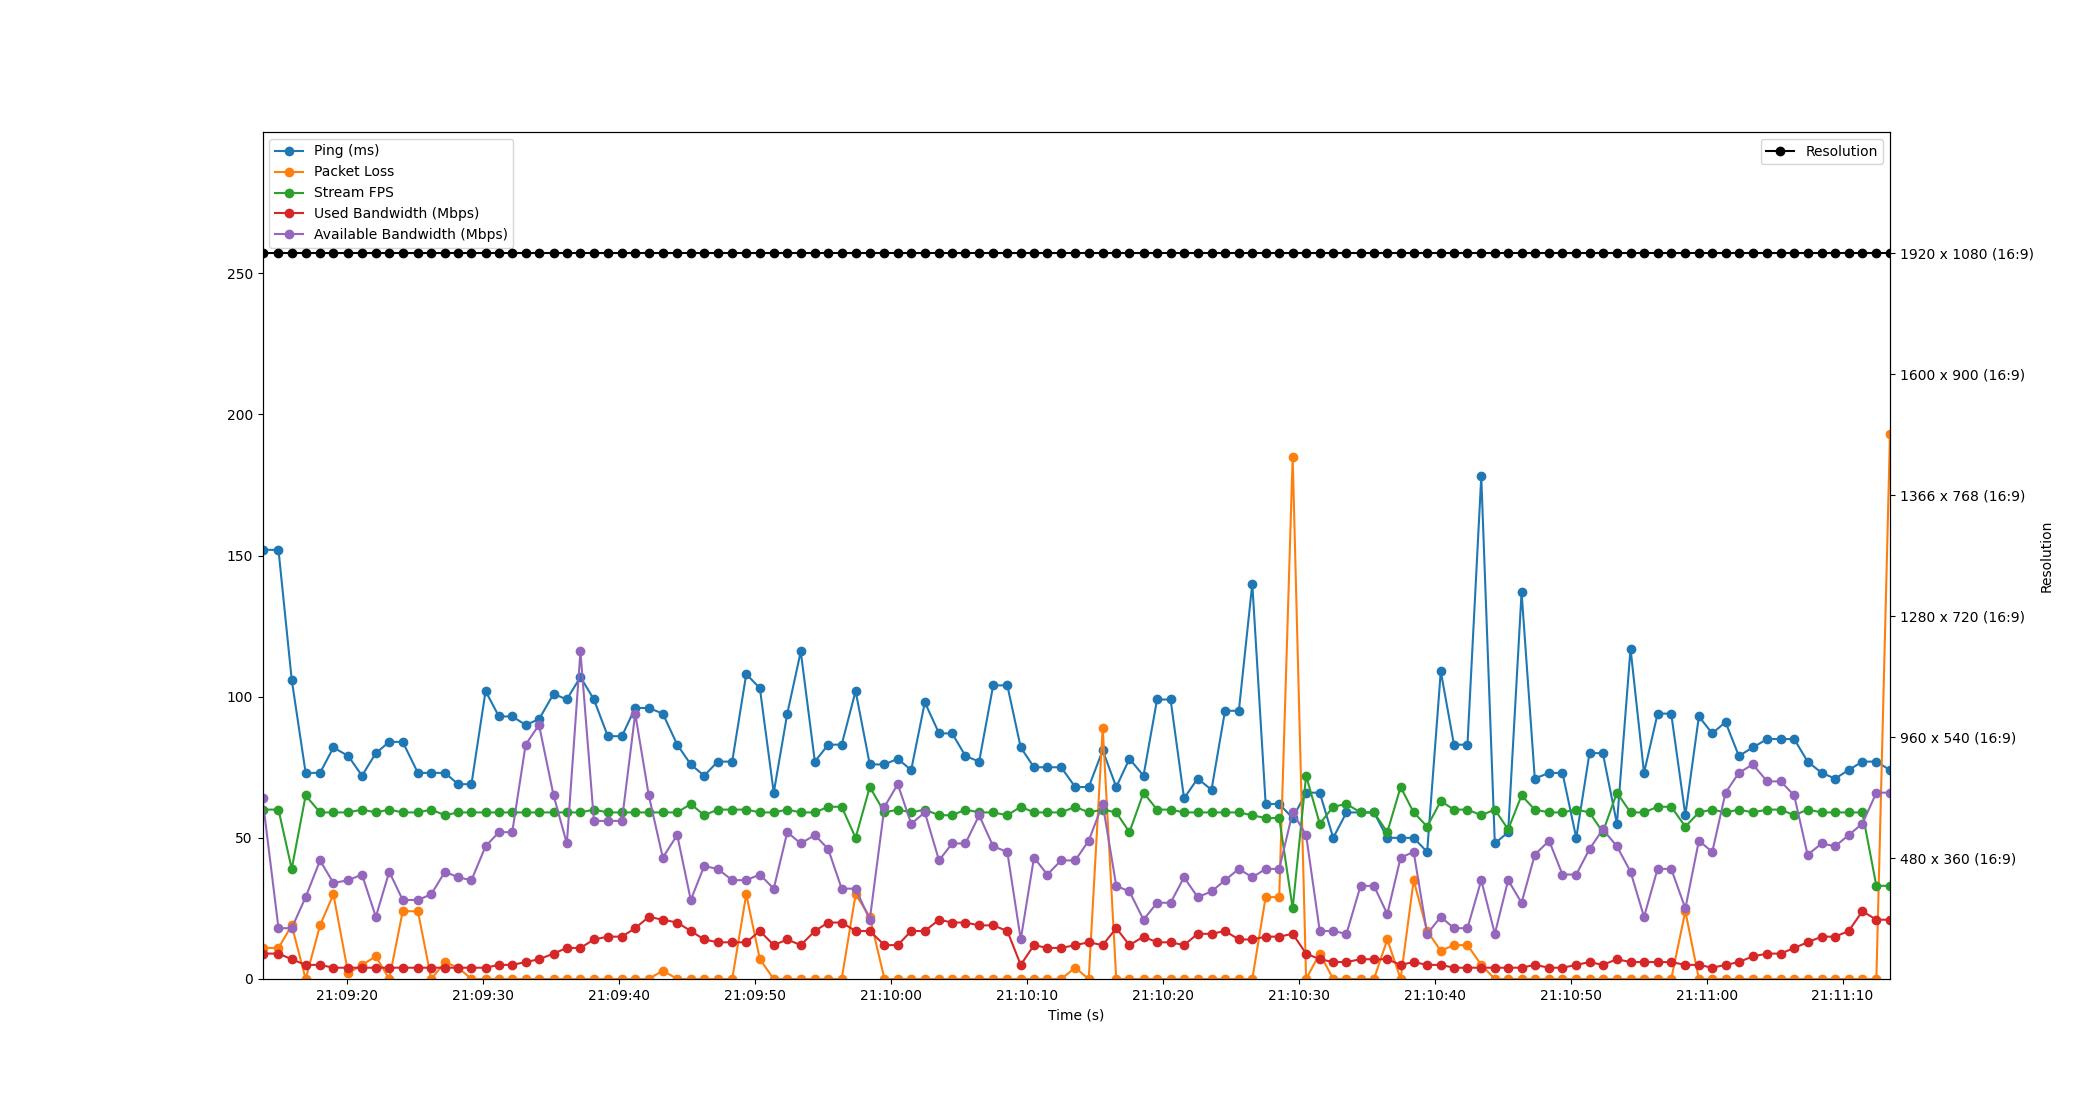 Ping (ms)
Packet Loss
Stream FPS
Used Bandwidth (Mbps)
Available Bandwidth (Mbps)
Resolution
250
200
150
100
50
0
1920 x 1080 (16:9)
1600 x 900 (16:9)
1366 x 768 (16:9)
1280 x 720 (16:9)
960 x 540 (16:9)
480 x 360 (16:9)
Resolution
21:09:20 21:09:30 21:09:40 21:09:50 21:10:00 21:10:10 21:10:20 21:10:30 21:10:40 21:10:50 21:11:00 21:11:10
Time (s)